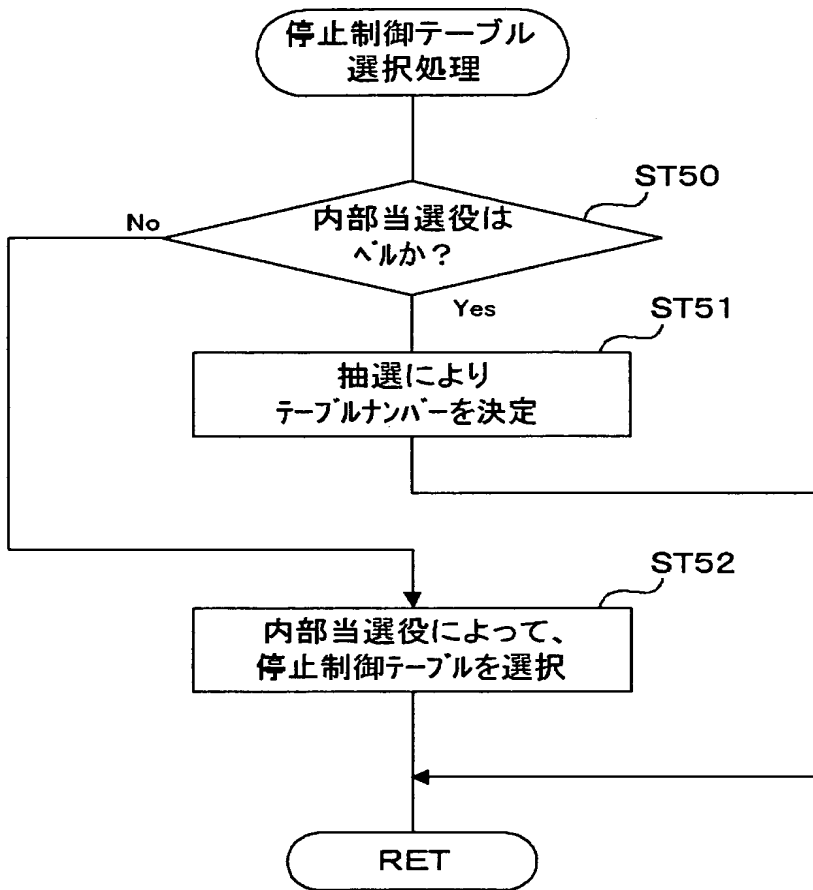 停止制御テーブル
選択処理
ST50
No
内部当選役は
ベルか？
Yes
ST51
抽選により
テーブルナンバーを決定
ST52
内部当選役によって、
停止制御テーブルを選択
RET